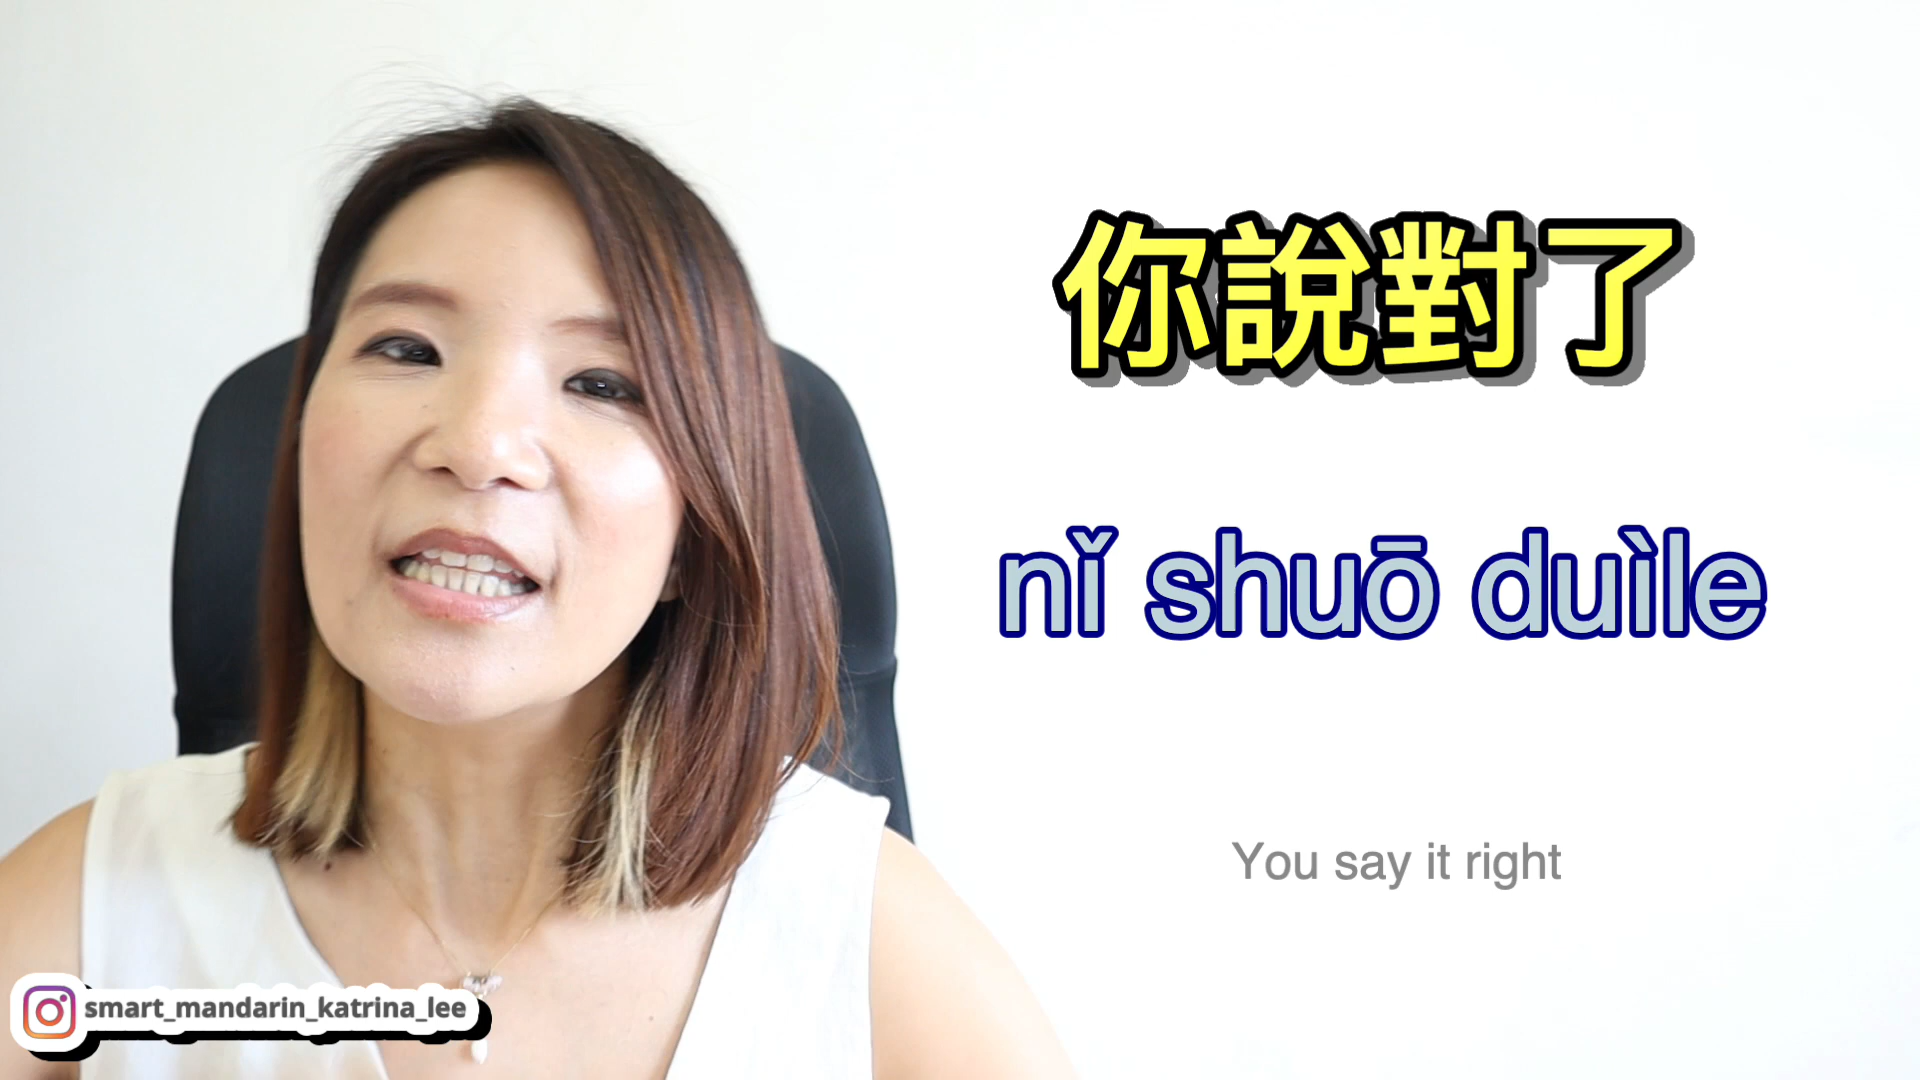 你說對了
nǐ shuō duìle
You say it right
smart_mandarin_katrina_lee